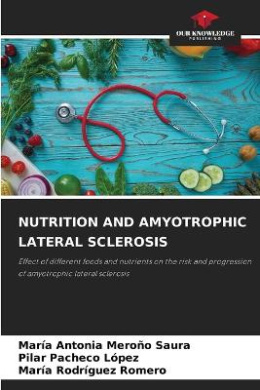 OUR KNOWLEDGE
PUBLISHING
NUTRITION AND AMYOTROPHIC
LATERAL SCLEROSIS
Effect of different foods and nutrients on the risk and progression
of amyotrophic lateral sclerosis
María Antonia Meroño Saura
Pilar Pacheco López
María Rodríguez Romero